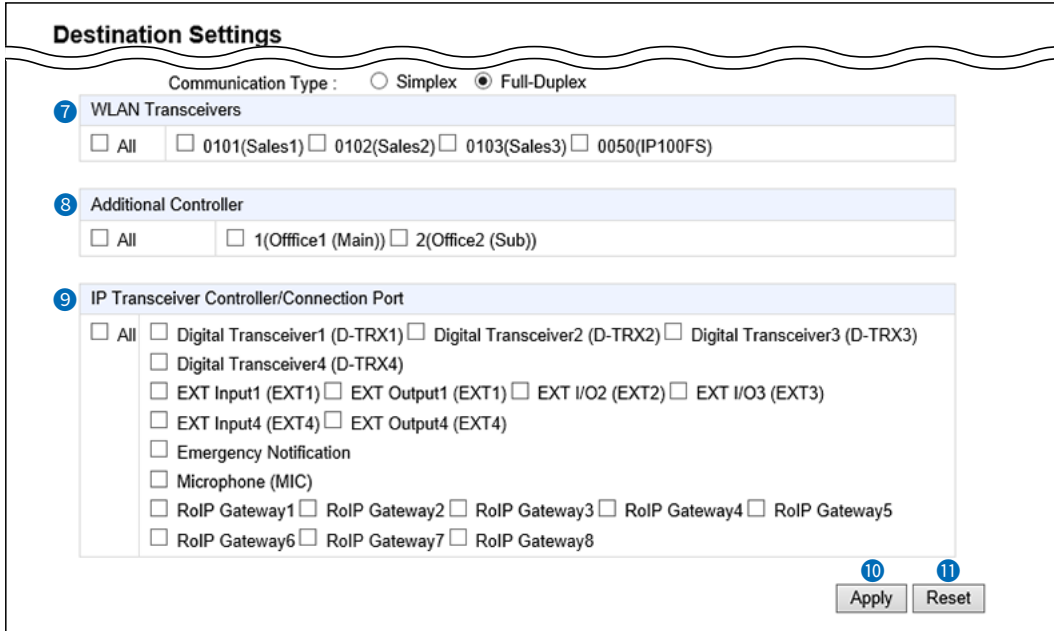 Destination Settings
Communication Type : Simplex Full-Duplex
7 WLAN Transceivers
All 0101(Sales1) 0102(Sales2) 0103(Sales3) 0050(IP100FS)
8 Additional Controller
All 1(Offfice1 (Main)) 2(Office2 (Sub))
9 IP Transceiver Controller/Connection Port
All Digital Transceiver1 (D-TRX1) Digital Transceiver2 (D-TRX2) Digital Transceiver3 (D-TRX3)
Digital Transceiver4 (D-TRX4)
EXT Input1 (EXT1) EXT Output1 (EXT1) EXT I/O2 (EXT2) EXT I/O3 (EXT3)
EXT Input4 (EXT4) EXT Output4 (EXT4)
Emergency Notification
Microphone (MIC)
RoIP Gateway1 RoIP Gateway2 RoIP Gateway3 RoIP Gateway4 RoIP Gateway5
RoIP Gateway6 RoIP Gateway7 RoIP Gateway8
10 11
Apply Reset